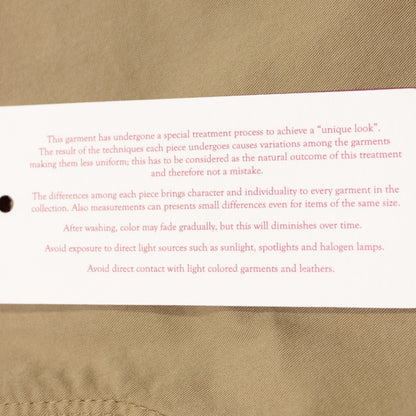 This garment has undergone a special treatment process to achieve a “unique look”.
The result of the techniques each piece undergoes causes variations among the garments
making them less uniform; this has to be considered as the natural outcome of this treatment
and therefore not a mistake.
The differences among each piece brings character and individuality to every garment in the
collection. Also measurements can presents small differences even for items of the same size.
After washing, color may fade gradually, but this will diminishes over time.
Avoid exposure to direct light sources such as sunlight, spotlights and halogen lamps.
Avoid direct contact with light colored garments and leathers.